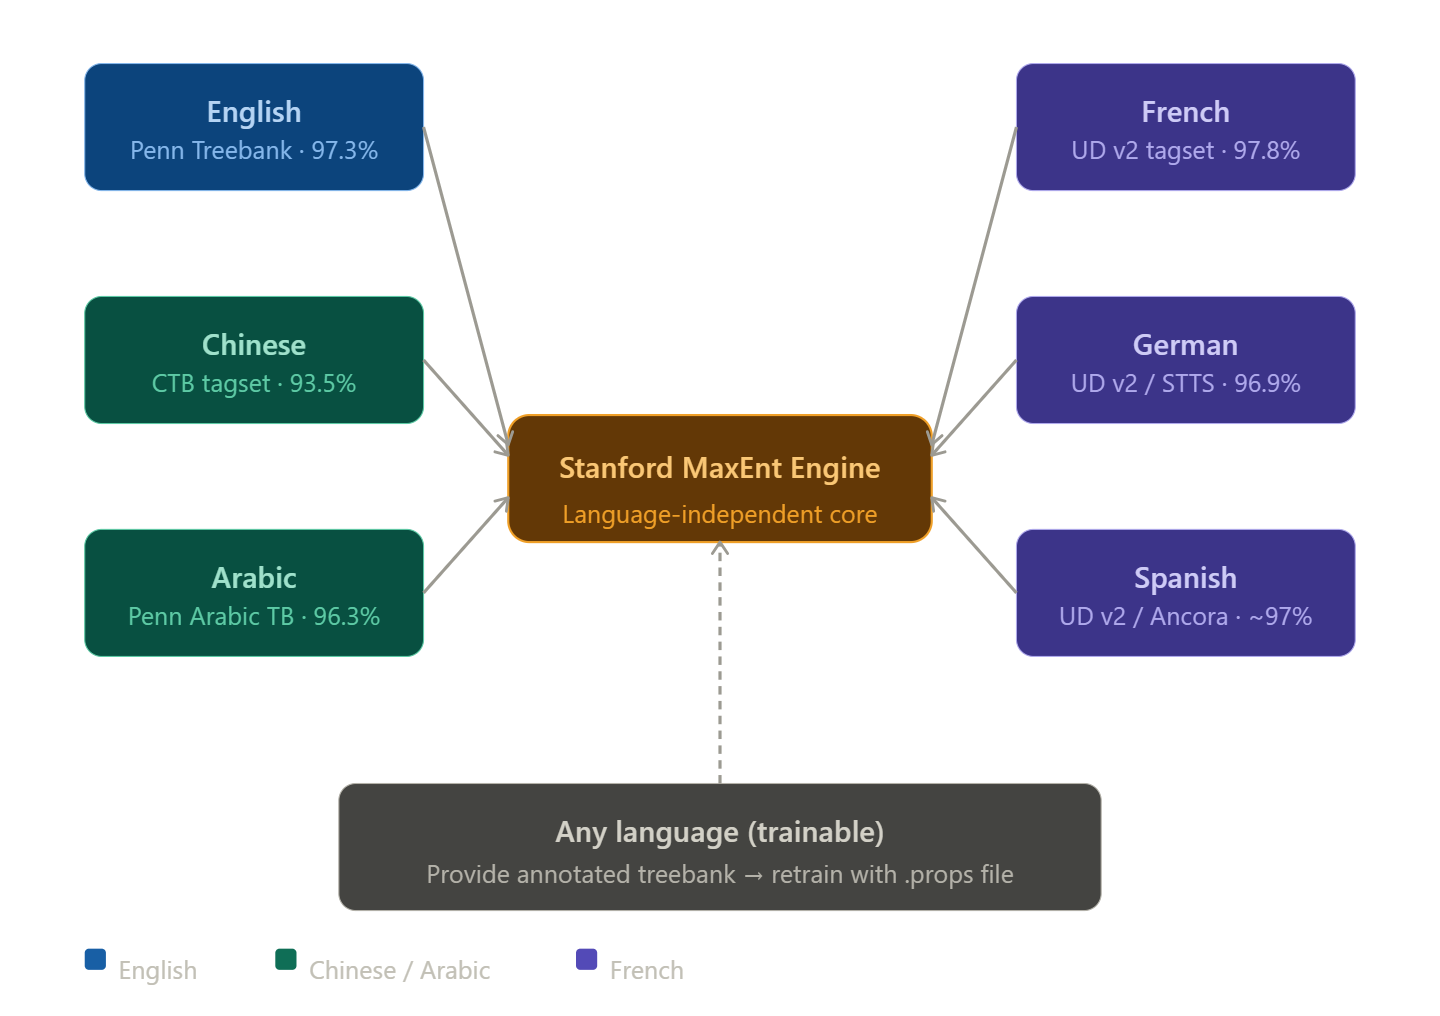 English
Penn Treebank · 97.3%
French
UD v2 tagset · 97.8%
Chinese
CTB tagset · 93.5%
German
UD v2 / STTS · 96.9%
Stanford MaxEnt Engine
Language-independent core
Arabic
Penn Arabic TB · 96.3%
Spanish
UD v2 / Ancora · ~97%
Any language (trainable)
Provide annotated treebank → retrain with .props file
English
Chinese / Arabic
French